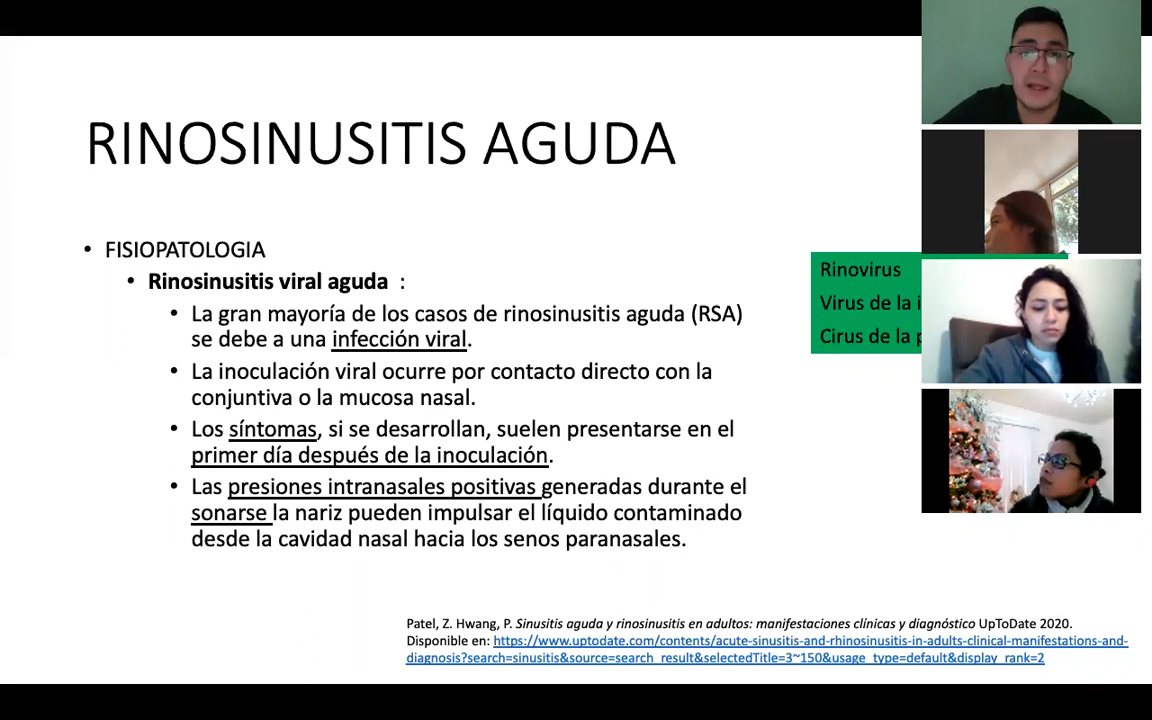 RINOSINUSITIS AGUDA
• FISIOPATOLOGIA
• Rinosinusitis viral aguda :
• La gran mayoría de los casos de rinosinusitis aguda (RSA)
se debe a una infección viral.
• La inoculación viral ocurre por contacto directo con la
conjuntiva o la mucosa nasal.
• Los síntomas, si se desarrollan, suelen presentarse en el
primer día después de la inoculación.
• Las presiones intranasales positivas generadas durante el
sonarse la nariz pueden impulsar el líquido contaminado
desde la cavidad nasal hacia los senos paranasales.
Rinovirus
Virus de la
Cirus de la
Patel, Z. Hwang, P. Sinusitis aguda y rinosinusitis en adultos: manifestaciones clínicas y diagnóstico UpToDate 2020.
Disponible en: https://www.uptodate.com/contents/acute-sinusitis-and-rhinosinusitis-in-adults-clinical-manifestations-and-
diagnosis?search=sinusitis&source=search_result&selectedTitle=3~150&usage_type=default&display_rank=2